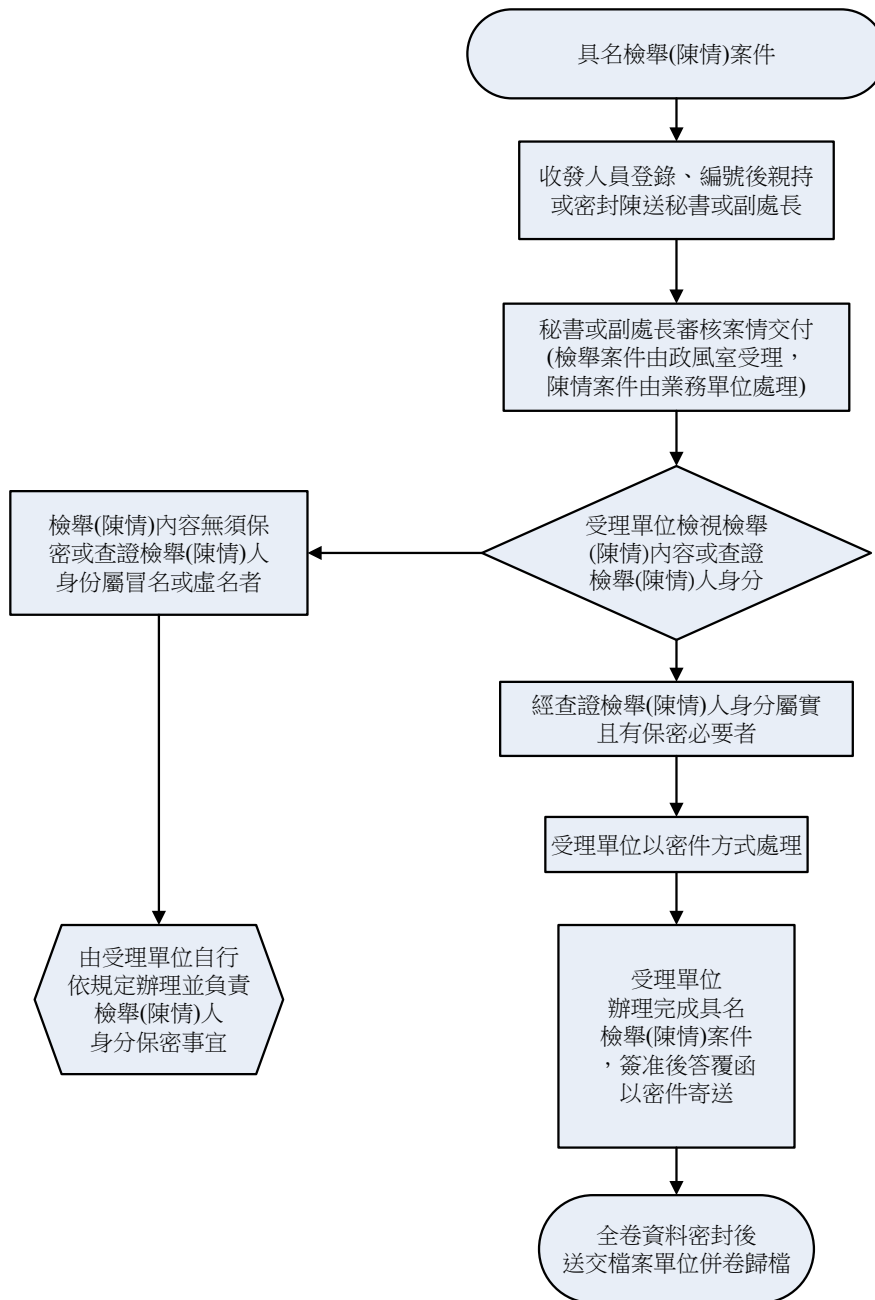 具名檢舉(陳情)案件
收發人員登錄、編號後親持
或密封陳送秘書或副處長
秘書或副處長審核案情交付
(檢舉案件由政風室受理，
陳情案件由業務單位處理)
受理單位檢視檢舉
(陳情)內容或查證
檢舉(陳情)人身分
檢舉(陳情)內容無須保
密或查證檢舉(陳情)人
身份屬冒名或虛名者
經查證檢舉(陳情)人身分屬實
且有保密必要者
受理單位以密件方式處理
由受理單位自行
依規定辦理並負責
檢舉(陳情)人
身分保密事宜
受理單位
辦理完成具名
檢舉(陳情)案件
，簽准後答覆函
以密件寄送
全卷資料密封後
送交檔案單位併卷歸檔